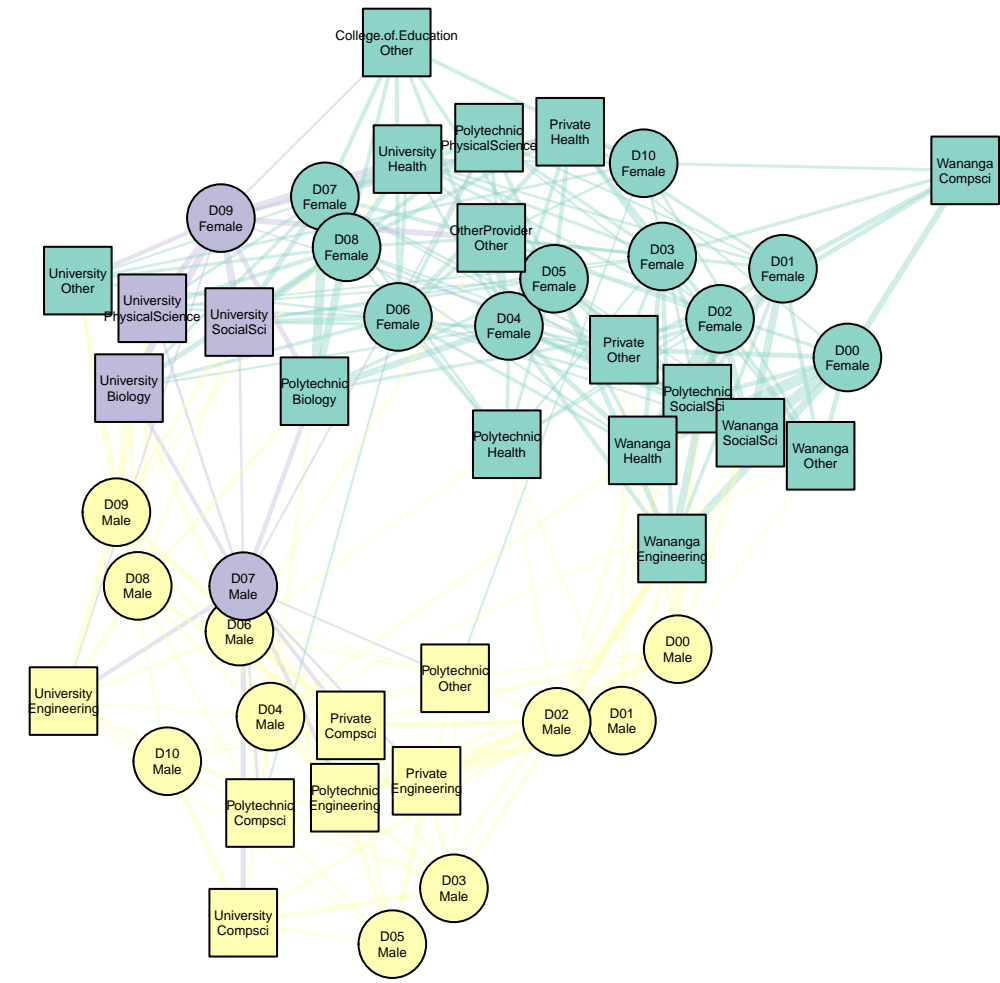 College.of.Education
Other
Polytechnic
PhysicalScience
Private
Health
University
Health
D10
Female
Wananga
Compsci
D07
Female
D09
Female
D08
Female
OtherProvider
Other
D03
Female
D01
Female
University
Other
University
PhysicalScience
University
SocialSci
D05
Female
D06
Female
D04
Female
D02
Female
Private
Other
D00
Female
University
Biology
Polytechnic
Biology
Polytechnic
SocialSci
Wananga
SocialSci
Polytechnic
Health
Wananga
Health
Wananga
Other
D09
Male
Wananga
Engineering
D08
Male
D07
Male
D06
Male
D00
Male
Polytechnic
Other
University
Engineering
D04
Male
Private
Compsci
D02
Male
D01
Male
D10
Male
Private
Engineering
Polytechnic
Engineering
Polytechnic
Compsci
D03
Male
University
Compsci
D05
Male